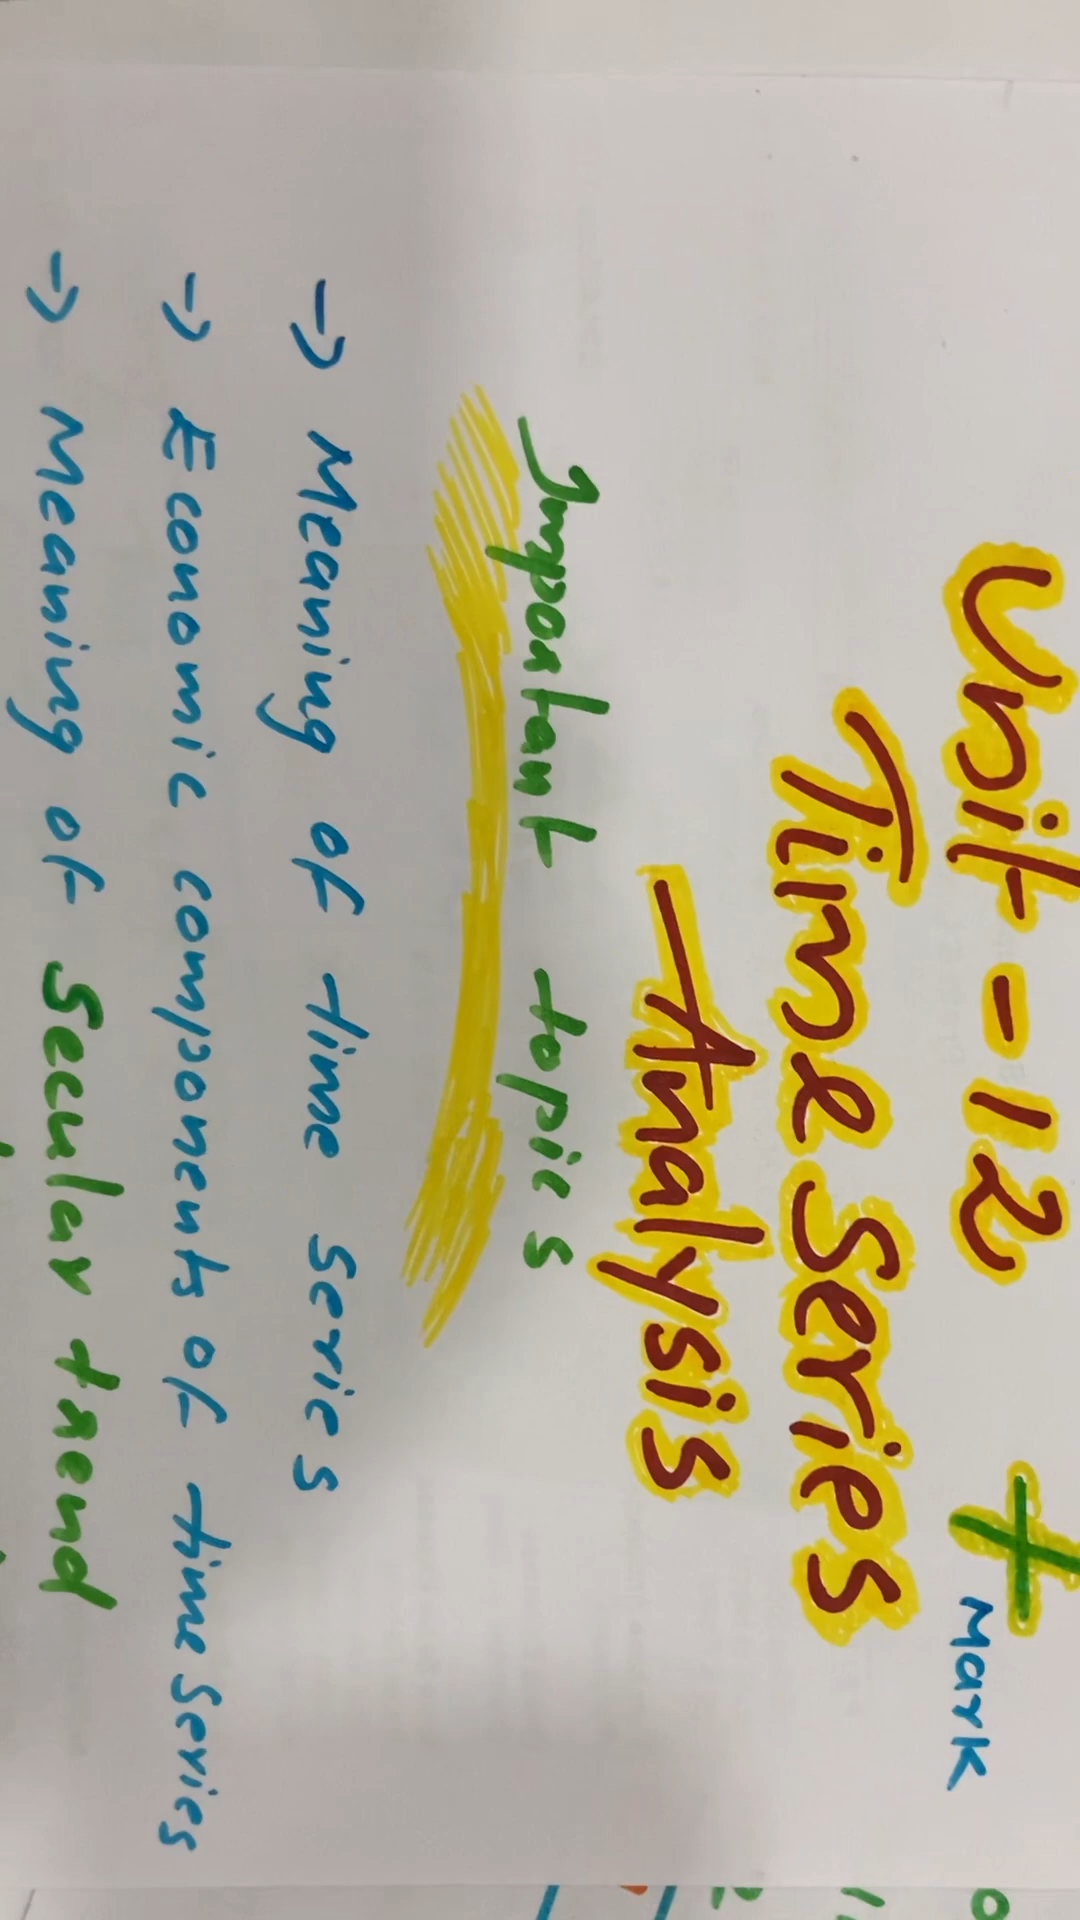 Unit-12
7 Mark
Time Series
Analysis
Important topics
→ Meaning of time series
→ Economic components of time series
→ Meaning of Secular trend